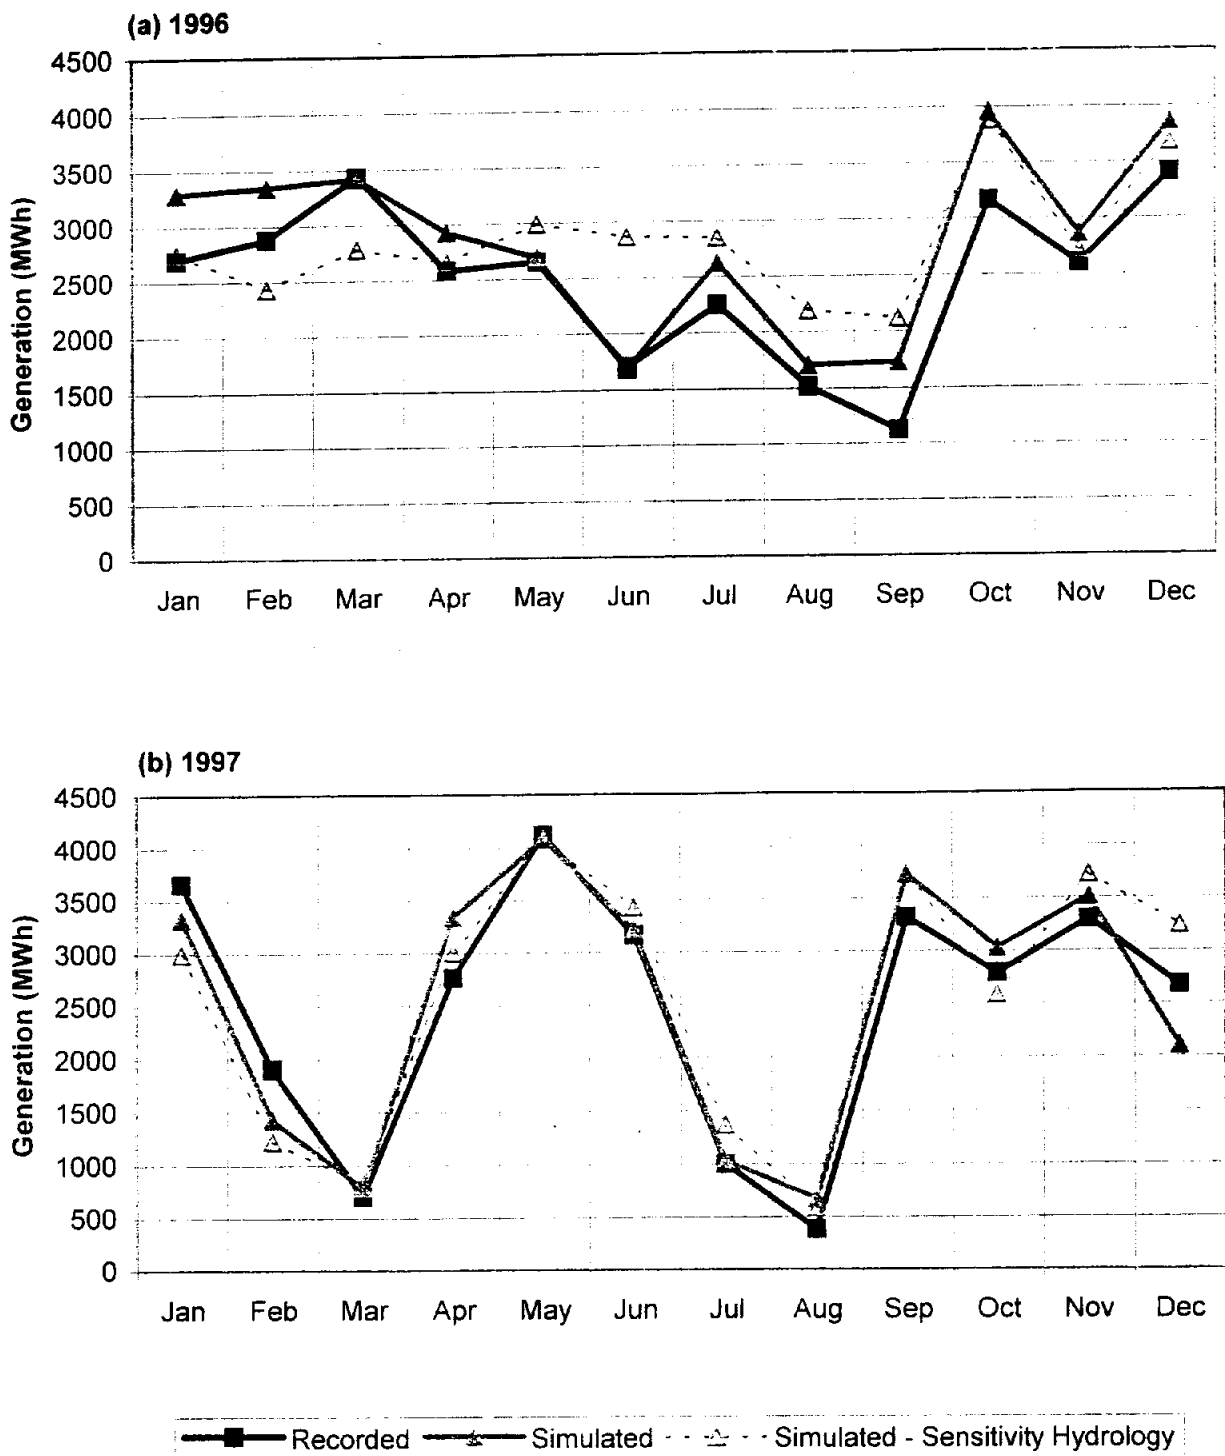 (a) 1996
4500
4000
3500
3000
2500
2000
1500
1000
500
0
Generation (MWh)
Jan Feb Mar Apr May Jun Jul Aug Sep Oct Nov Dec
(b) 1997
4500
4000
3500
3000
2500
2000
1500
1000
500
0
Generation (MWh)
Jan Feb Mar Apr May Jun Jul Aug Sep Oct Nov Dec
Recorded Simulated Simulated - Sensitivity Hydrology